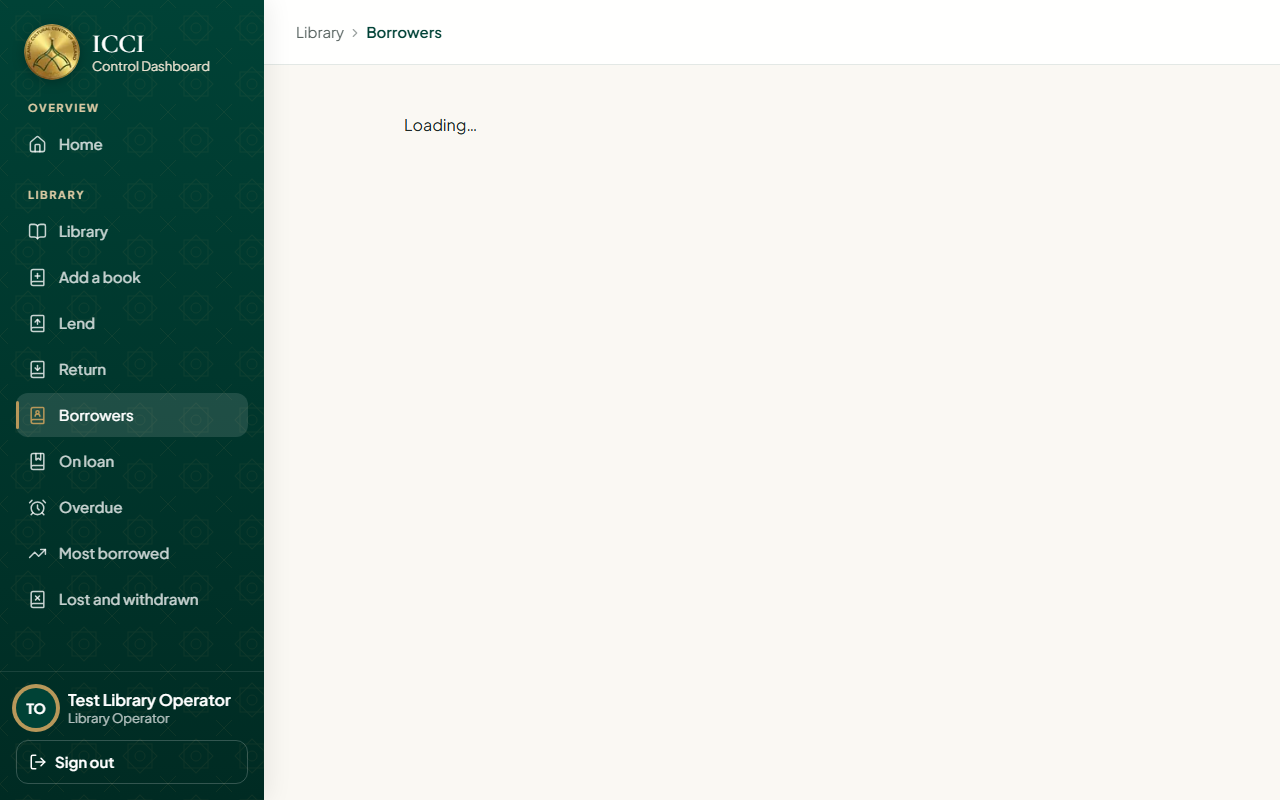 ICCI
Control Dashboard
OVERVIEW
Home
LIBRARY
Library
Add a book
Lend
Return
Borrowers
On loan
Overdue
Most borrowed
Lost and withdrawn
TO
Test Library Operator
Library Operator
Sign out
Library > Borrowers
Loading...